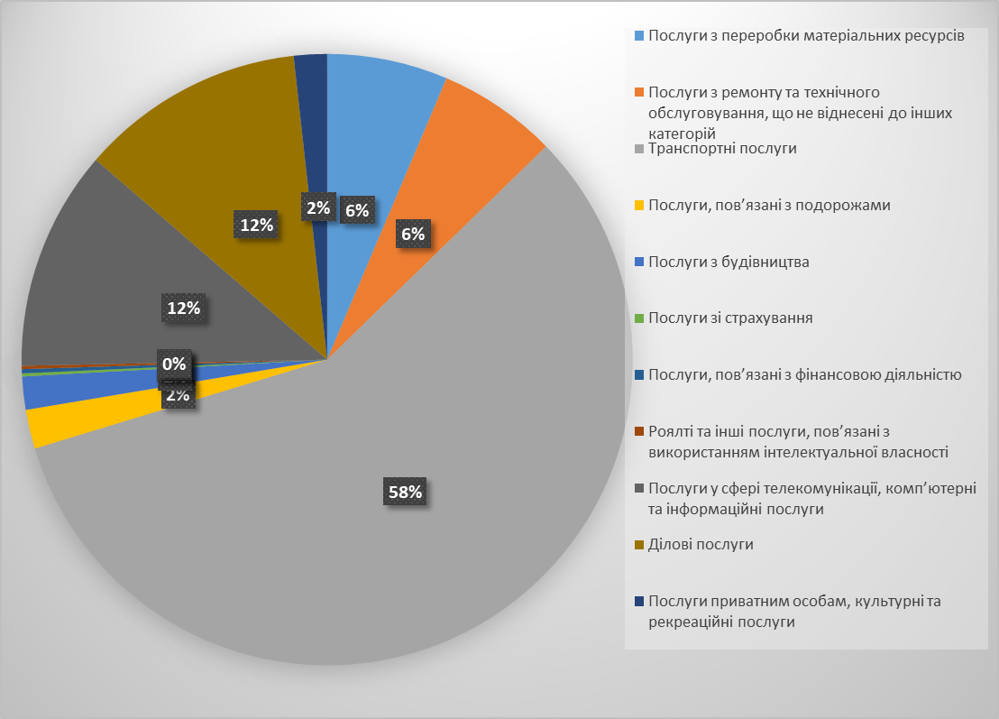 Послуги з переробки матеріальних ресурсів
Послуги з ремонту та технічного
обслуговування, що не віднесені до інших
категорій
Транспортні послуги
Послуги, пов’язані з подорожами
Послуги з будівництва
Послуги зі страхування
Послуги, пов’язані з фінансовою діяльністю
Роялті та інші послуги, пов’язані з
використанням інтелектуальної власності
Послуги у сфері телекомунікації, комп’ютерні
та інформаційні послуги
Ділові послуги
Послуги приватним особам, культурні та
рекреаційні послуги
2%
6%
12%
6%
12%
0%
2%
58%